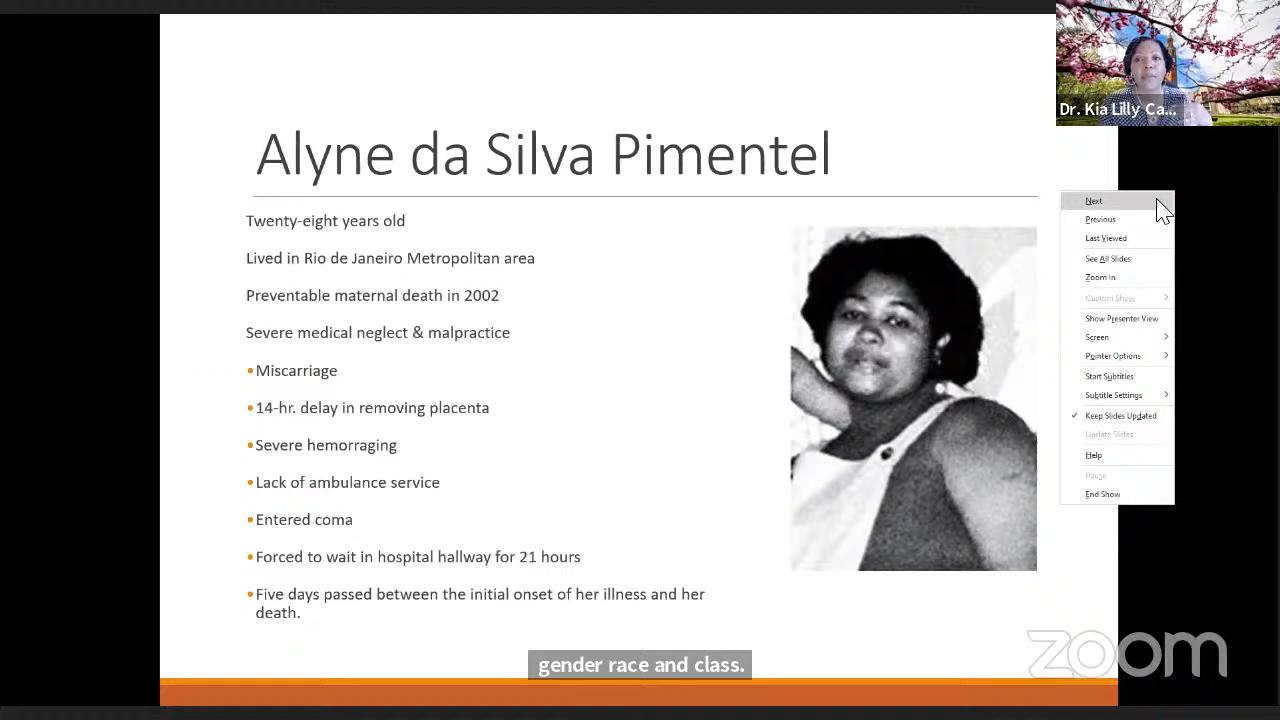 Alyne da Silva Pimentel
Twenty-eight years old
Lived in Rio de Janeiro Metropolitan area
Preventable maternal death in 2002
Severe medical neglect & malpractice
•Miscarriage
•14-hr. delay in removing placenta
•Severe hemorraging
•Lack of ambulance service
•Entered coma
•Forced to wait in hospital hallway for 21 hours
•Five days passed between the initial onset of her illness and her
death.
gender race and class.
Dr. Kia Lilly Ca...
Next
Previous
Last Viewed
See All Slides
Zoom In
Custom Show
Show Presenter View
Screen
Pointer Options
Start Subtitles
Subtitle Settings
Keep Slides Updated
Update Slides
Help
Pause
End Show
zoom